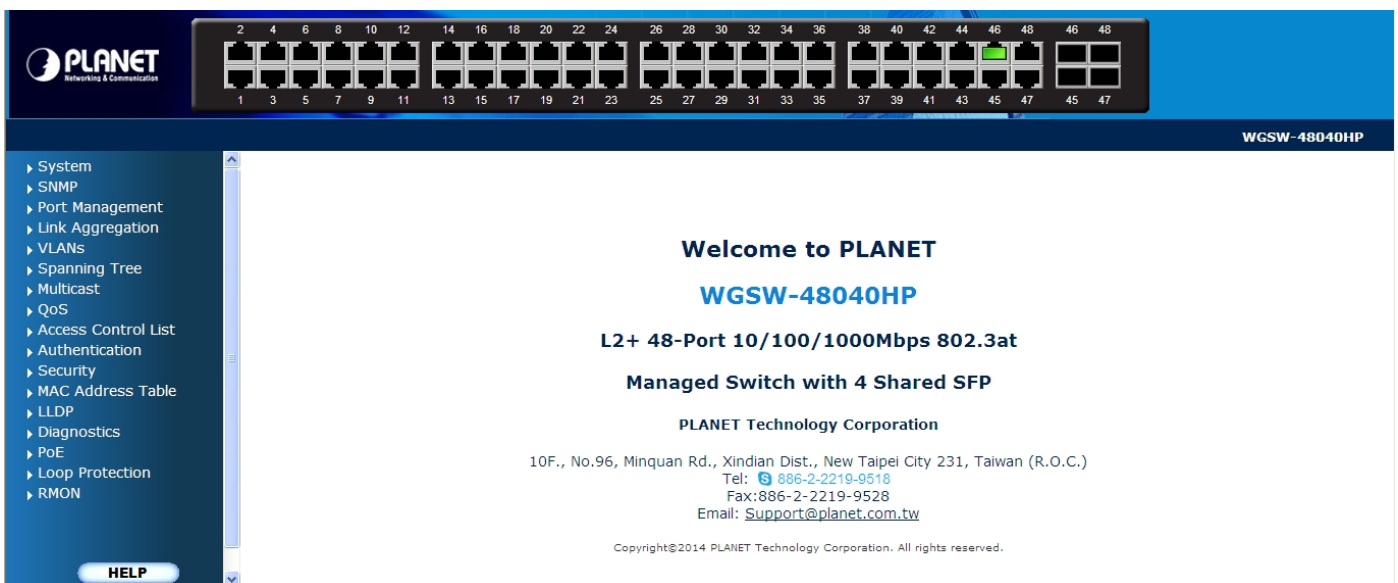 2 4 6 8 10 12 14 16 18 20 22 24 26 28 30 32 34 36 38 40 42 44 46 48 46 48
PLANET
Networking & Communication
1 3 5 7 9 11 13 15 17 19 21 23 25 27 29 31 33 35 37 39 41 43 45 47 45 47
WGSW-48040HP
System
SNMP
Port Management
Link Aggregation
VLANs
Spanning Tree
Multicast
QoS
Access Control List
Authentication
Security
MAC Address Table
LLDP
Diagnostics
PoE
Loop Protection
RMON
HELP
Welcome to PLANET
WGSW-48040HP
L2+ 48-Port 10/100/1000Mbps 802.3at
Managed Switch with 4 Shared SFP
PLANET Technology Corporation
10F., No.96, Minquan Rd., Xindian Dist., New Taipei City 231, Taiwan (R.O.C.)
Tel: 886-2-2219-9518
Fax:886-2-2219-9528
Email: Support@planet.com.tw
Copyright©2014 PLANET Technology Corporation. All rights reserved.